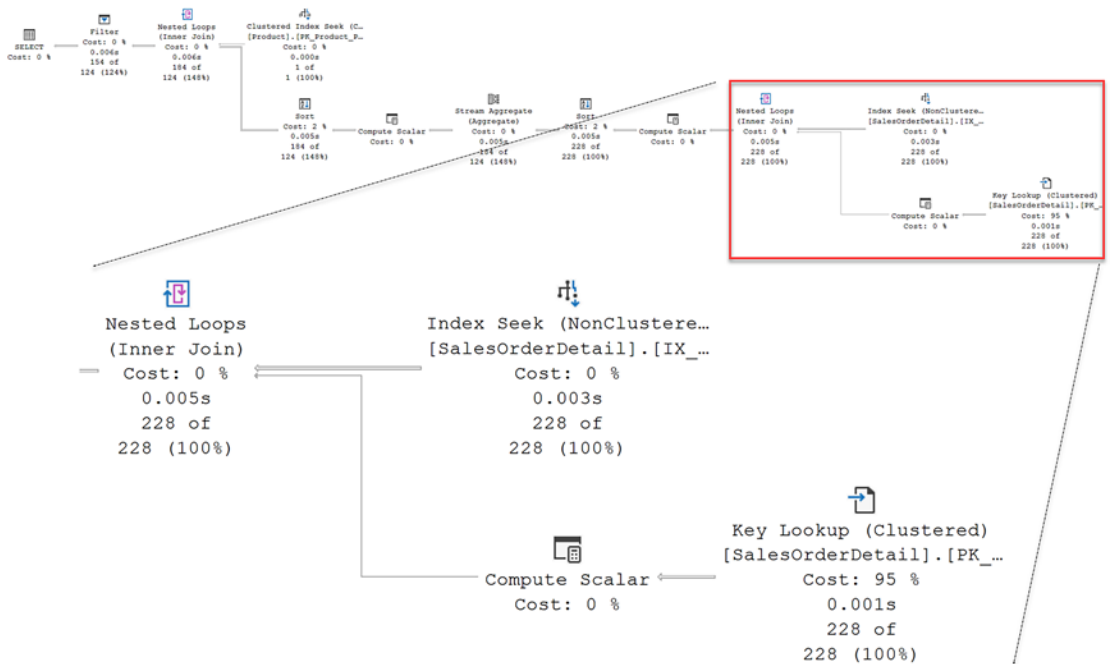 SELECT
Cost: 0 %
Filter
Cost: 0 %
0.006s
154 of
124 (124%)
Nested Loops
(Inner Join)
Cost: 0 %
0.006s
184 of
124 (148%)
Clustered Index Seek (C…
[Product].[PK_Product_P…
Cost: 0 %
0.000s
1 of
1 (100%)
Sort
Cost: 2 %
0.005s
184 of
124 (148%)
Compute Scalar
Cost: 0 %
Stream Aggregate
(Aggregate)
Cost: 0 %
0.005s
184 of
124 (148%)
Sort
Cost: 2 %
0.005s
228 of
228 (100%)
Compute Scalar
Cost: 0 %
Nested Loops
(Inner Join)
Cost: 0 %
0.005s
228 of
228 (100%)
Index Seek (NonClustere…
[SalesOrderDetail].[IX_…
Cost: 0 %
0.003s
228 of
228 (100%)
Compute Scalar
Cost: 0 %
Key Lookup (Clustered)
[SalesOrderDetail].[PK_…
Cost: 95 %
0.001s
228 of
228 (100%)
Nested Loops
(Inner Join)
Cost: 0 %
0.005s
228 of
228 (100%)
Index Seek (NonClustere…
[SalesOrderDetail].[IX_…
Cost: 0 %
0.003s
228 of
228 (100%)
Compute Scalar
Cost: 0 %
Key Lookup (Clustered)
[SalesOrderDetail].[PK_…
Cost: 95 %
0.001s
228 of
228 (100%)